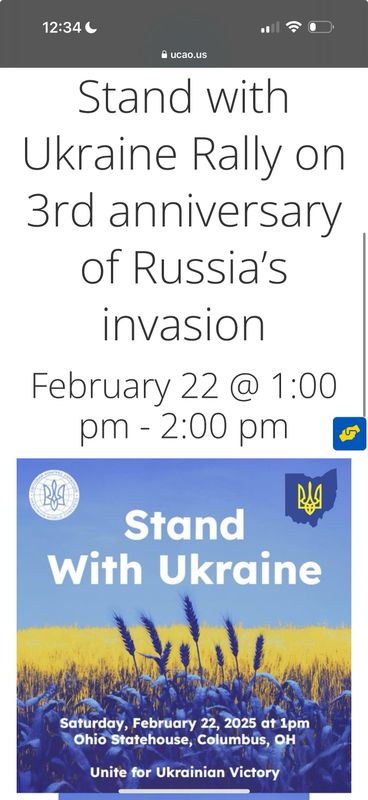 12:34
ucao.us
Stand with
Ukraine Rally on
3rd anniversary
of Russia’s
invasion
February 22 @ 1:00
pm - 2:00 pm
Stand
With Ukraine
Saturday, February 22, 2025 at 1pm
Ohio Statehouse, Columbus, OH
Unite for Ukrainian Victory